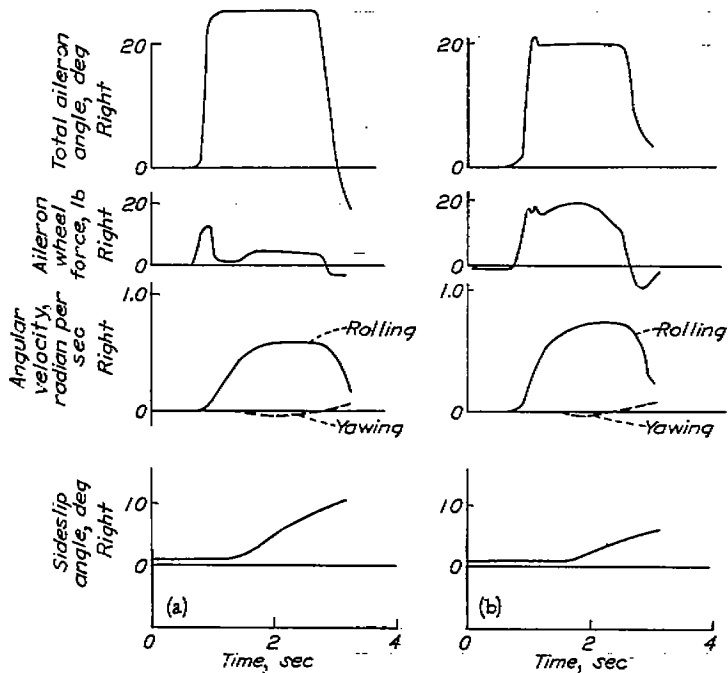 Total aileron
angle, deg
Right
20
0
20
0
Aileron
wheel
force, lb
Right
20
0
20
0
Angular
velocity,
radian per
sec
Right
1.0
0
Rolling
Yawing
1.0
0
Rolling
Yawing
Sideslip
angle, deg
Right
10
0
(a)
0
2
4
Time, sec
10
0
(b)
0
2
4
Time, sec